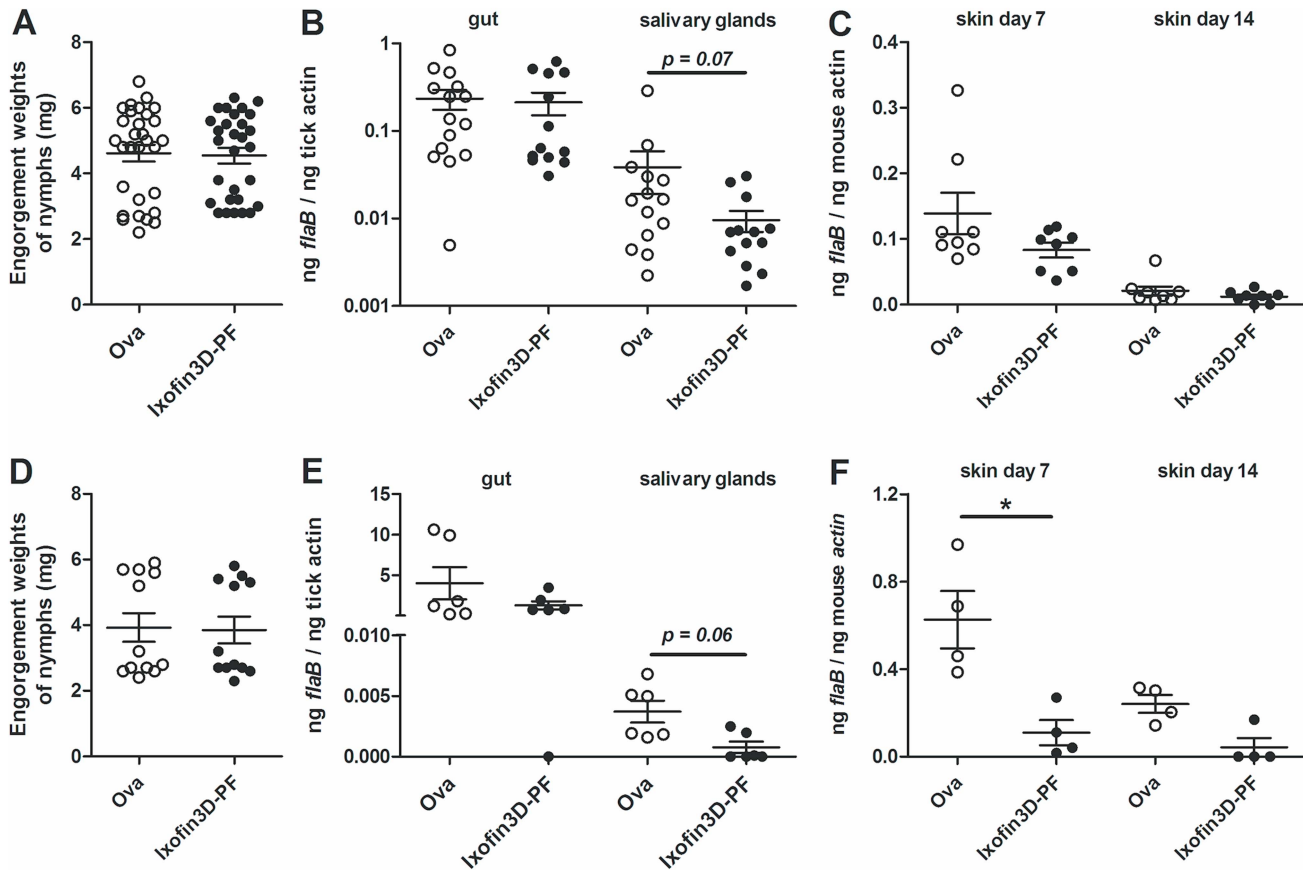 A
Engorgement weights
of nymphs (mg)
8
6
4
2
0
Ova
Ixofin3D-PF
B
gut
salivary glands
ng flaB / ng tick actin
1
0.1
0.01
0.001
p = 0.07
Ova
Ixofin3D-PF
Ova
Ixofin3D-PF
C
skin day 7
skin day 14
ng flaB / ng mouse actin
0.4
0.3
0.2
0.1
0.0
Ova
Ixofin3D-PF
Ova
Ixofin3D-PF
D
Engorgement weights
of nymphs (mg)
8
6
4
2
0
Ova
Ixofin3D-PF
E
gut
salivary glands
ng flaB / ng tick actin
15
10
5
0.010
0.005
0.000
p = 0.06
Ova
Ixofin3D-PF
Ova
Ixofin3D-PF
F
skin day 7
skin day 14
ng flaB / ng mouse actin
1.2
0.8
0.4
0.0
*
Ova
Ixofin3D-PF
Ova
Ixofin3D-PF